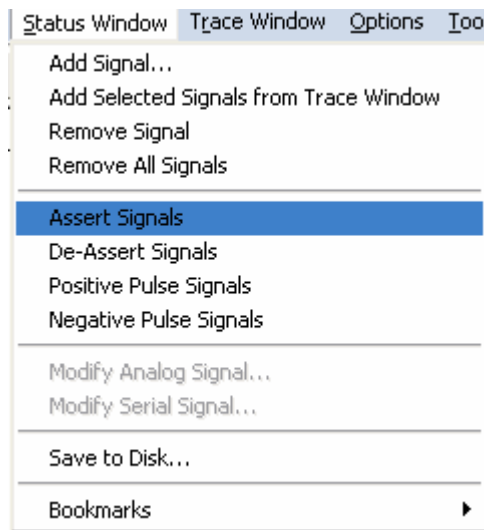 Status Window Trace Window Options Too
Add Signal...
Add Selected Signals from Trace Window
Remove Signal
Remove All Signals
Assert Signals
De-Assert Signals
Positive Pulse Signals
Negative Pulse Signals
Modify Analog Signal...
Modify Serial Signal...
Save to Disk...
Bookmarks